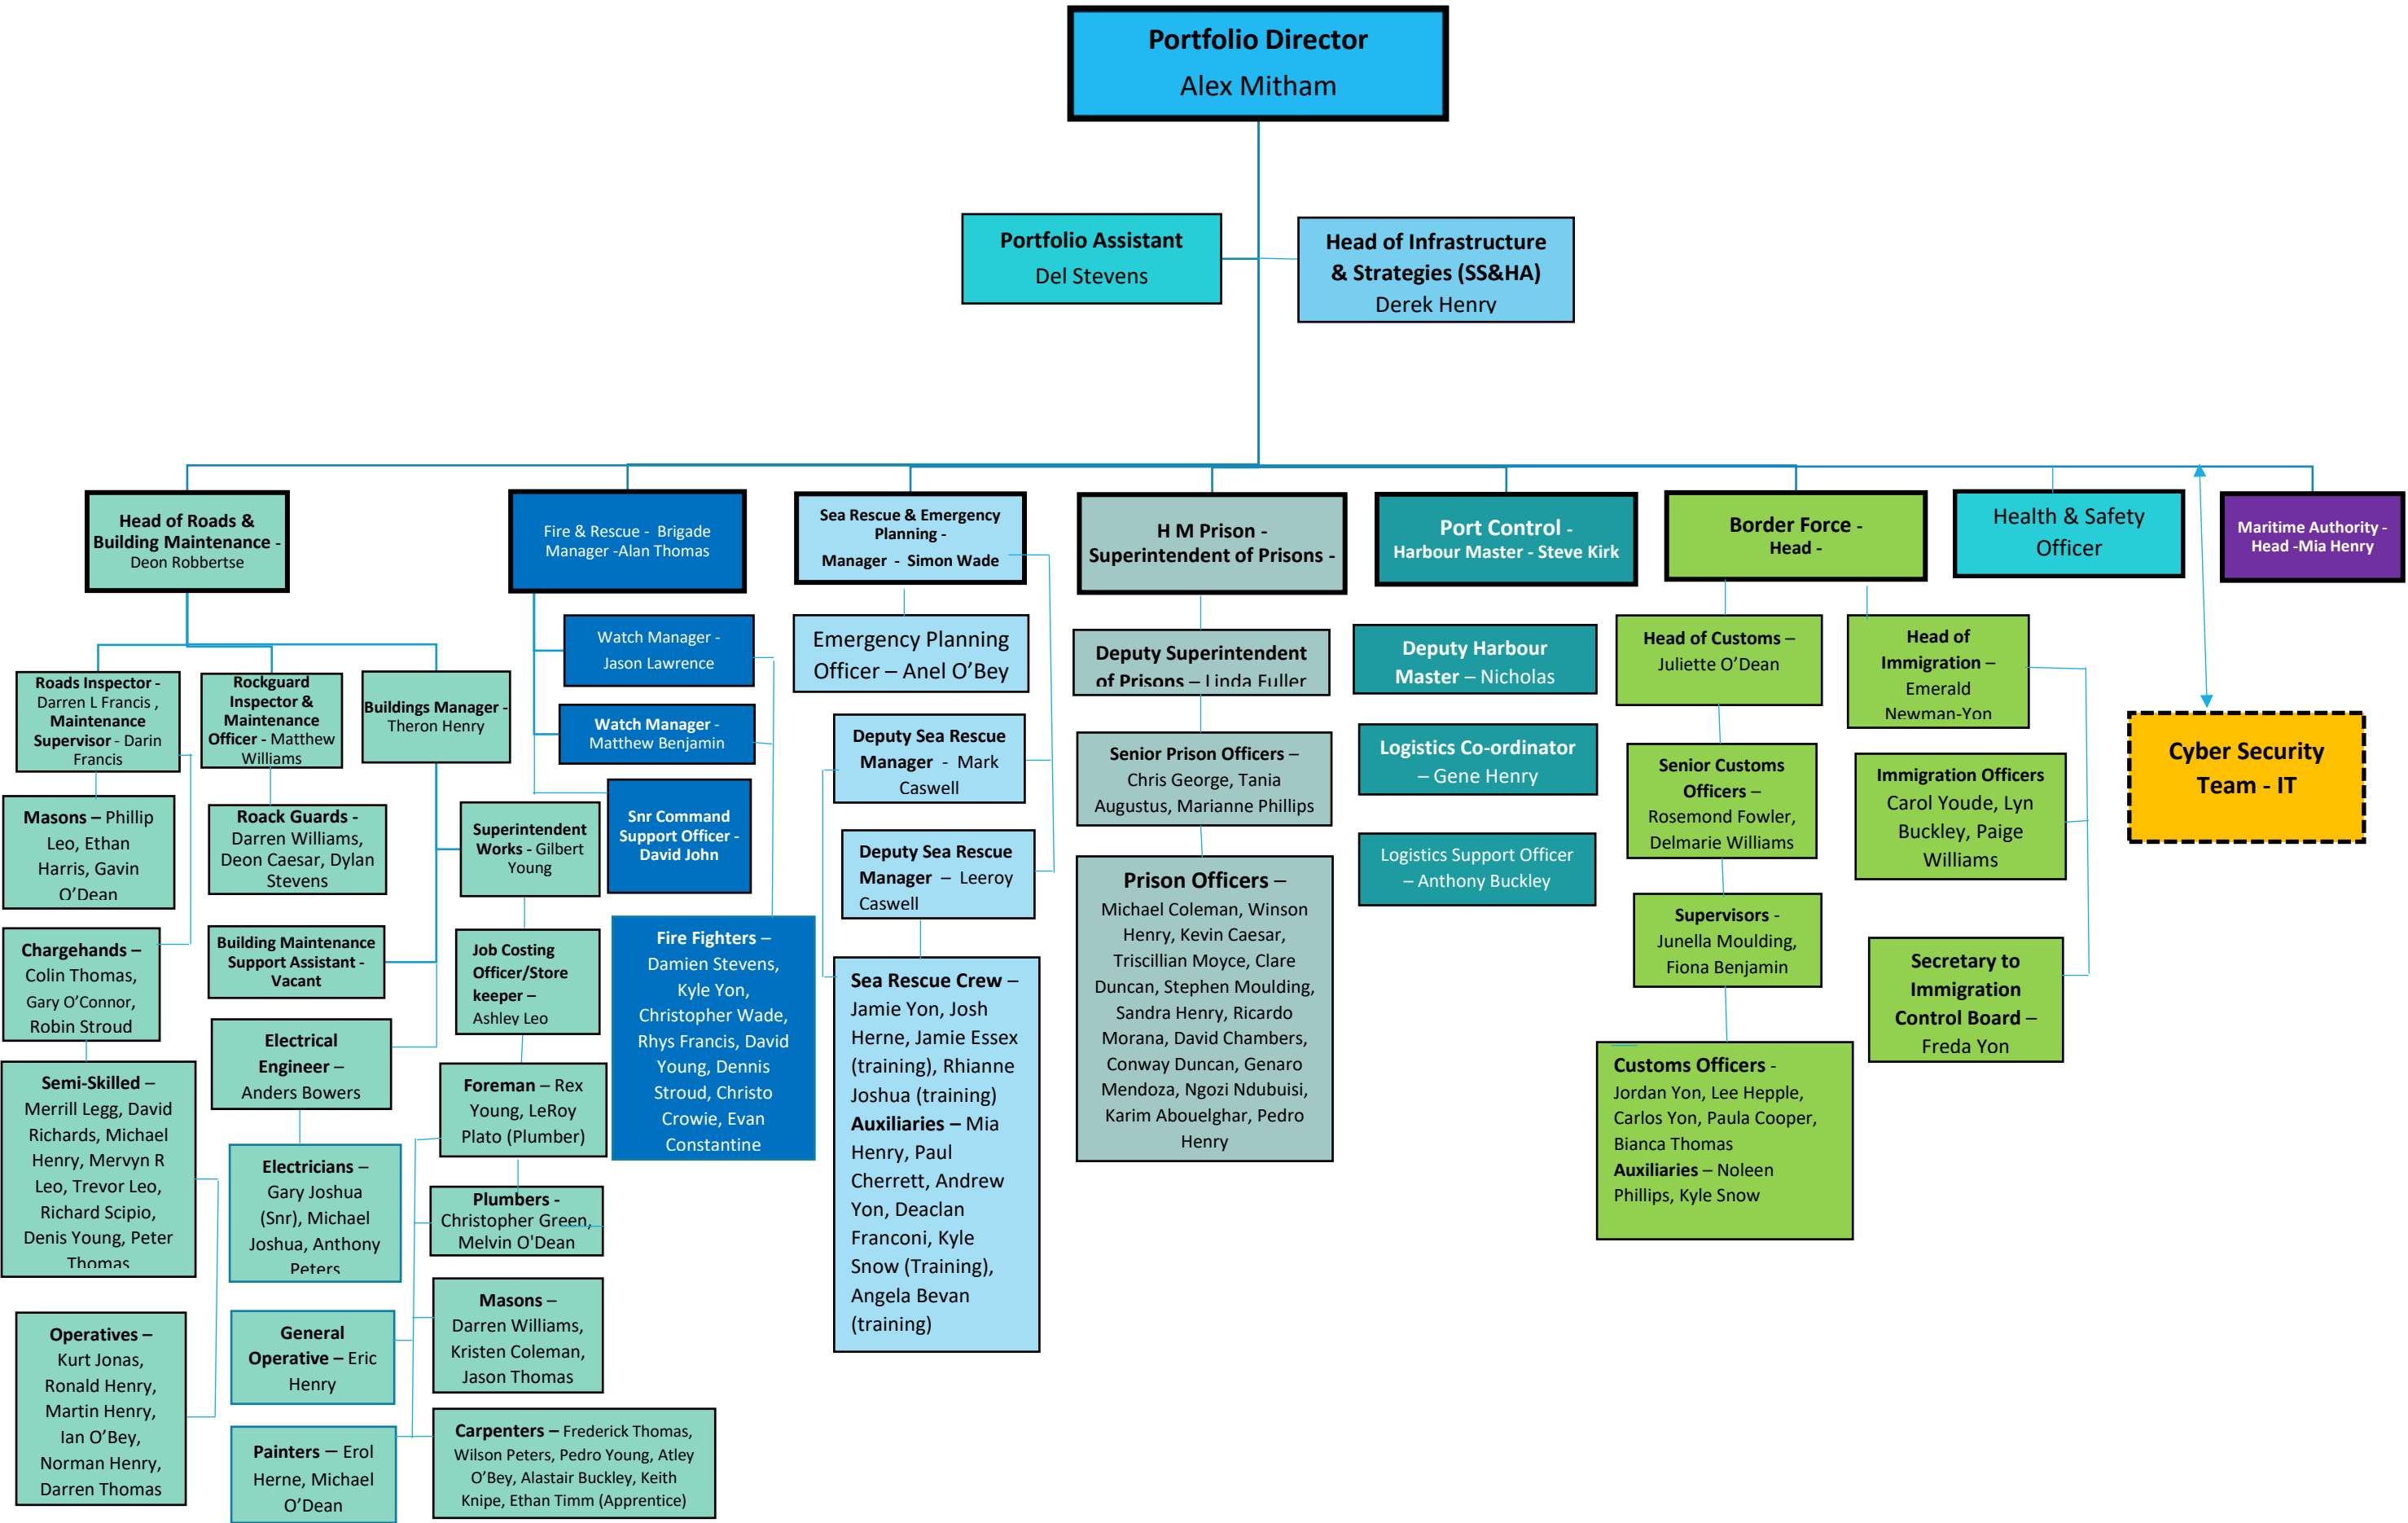 Portfolio Director
Alex Mitham
Portfolio Assistant
Del Stevens
Head of Infrastructure
& Strategies (SS&HA)
Derek Henry
Head of Roads &
Building Maintenance -
Deon Robbertse
Fire & Rescue - Brigade
Manager -Alan Thomas
Sea Rescue & Emergency
Planning -
Manager - Simon Wade
H M Prison -
Superintendent of Prisons -
Port Control -
Harbour Master - Steve Kirk
Border Force -
Head -
Health & Safety
Officer
Maritime Authority -
Head -Mia Henry
Roads Inspector -
Darren L Francis ,
Maintenance
Supervisor - Darin
Francis
Rockguard
Inspector &
Maintenance
Officer - Matthew
Williams
Buildings Manager -
Theron Henry
Masons – Phillip
Leo, Ethan
Harris, Gavin
O’Dean
Roack Guards -
Darren Williams,
Deon Caesar, Dylan
Stevens
Superintendent
Works - Gilbert
Young
Chargehands –
Colin Thomas,
Gary O’Connor,
Robin Stroud
Building Maintenance
Support Assistant -
Vacant
Job Costing
Officer/Store
keeper –
Ashley Leo
Semi-Skilled –
Merrill Legg, David
Richards, Michael
Henry, Mervyn R
Leo, Trevor Leo,
Richard Scipio,
Denis Young, Peter
Thomas
Electrical
Engineer –
Anders Bowers
Foreman – Rex
Young, LeRoy
Plato (Plumber)
Electricians –
Gary Joshua
(Snr), Michael
Joshua, Anthony
Peters
Plumbers -
Christopher Green,
Melvin O'Dean
Operatives –
Kurt Jonas,
Ronald Henry,
Martin Henry,
Ian O’Bey,
Norman Henry,
Darren Thomas
General
Operative – Eric
Henry
Masons –
Darren Williams,
Kristen Coleman,
Jason Thomas
Painters – Erol
Herne, Michael
O’Dean
Carpenters – Frederick Thomas,
Wilson Peters, Pedro Young, Atley
O’Bey, Alastair Buckley, Keith
Knipe, Ethan Timm (Apprentice)
Watch Manager -
Jason Lawrence
Watch Manager -
Matthew Benjamin
Snr Command
Support Officer -
David John
Fire Fighters –
Damien Stevens,
Kyle Yon,
Christopher Wade,
Rhys Francis, David
Young, Dennis
Stroud, Christo
Crowie, Evan
Constantine
Emergency Planning
Officer – Anel O’Bey
Deputy Sea Rescue
Manager - Mark
Caswell
Deputy Sea Rescue
Manager – Leeroy
Caswell
Sea Rescue Crew –
Jamie Yon, Josh
Herne, Jamie Essex
(training), Rhianne
Joshua (training)
Auxiliaries – Mia
Henry, Paul
Cherrett, Andrew
Yon, Deaclan
Franconi, Kyle
Snow (Training),
Angela Bevan
(training)
Deputy Superintendent
of Prisons – Linda Fuller
Senior Prison Officers –
Chris George, Tania
Augustus, Marianne Phillips
Prison Officers –
Michael Coleman, Winson
Henry, Kevin Caesar,
Triscillian Moyce, Clare
Duncan, Stephen Moulding,
Sandra Henry, Ricardo
Morana, David Chambers,
Conway Duncan, Genaro
Mendoza, Ngozi Ndubuisi,
Karim Abouelghar, Pedro
Henry
Deputy Harbour
Master – Nicholas
Logistics Co-ordinator
– Gene Henry
Logistics Support Officer
– Anthony Buckley
Head of Customs –
Juliette O’Dean
Senior Customs
Officers –
Rosemond Fowler,
Delmarie Williams
Supervisors -
Junella Moulding,
Fiona Benjamin
Customs Officers -
Jordan Yon, Lee Hepple,
Carlos Yon, Paula Cooper,
Bianca Thomas
Auxiliaries – Noleen
Phillips, Kyle Snow
Head of
Immigration –
Emerald
Newman-Yon
Immigration Officers
Carol Youde, Lyn
Buckley, Paige
Williams
Secretary to
Immigration
Control Board –
Freda Yon
Cyber Security
Team - IT